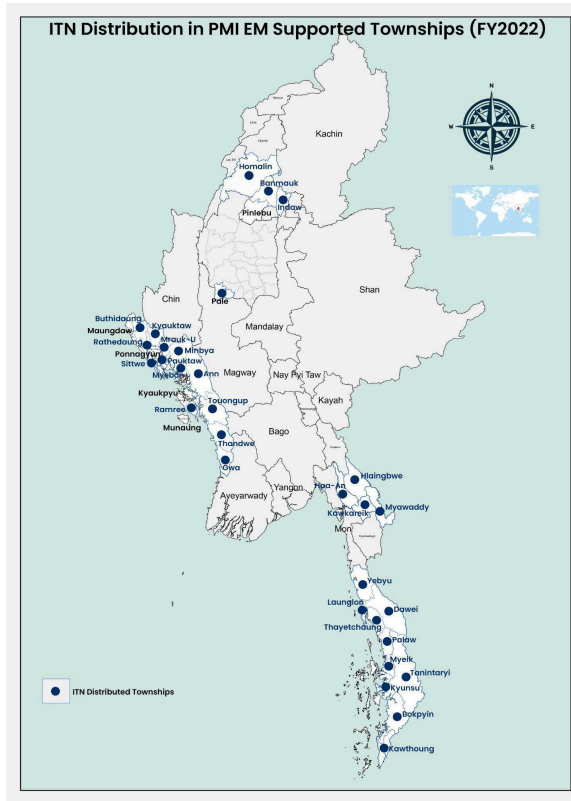 ITN Distribution in PMI EM Supported Townships (FY2022)
N
W
E
S
Kachin
Homalin
Banmauk
Indaw
Pinlebu
Shan
Chin
Pale
Mandalay
Buthidaung
Kyauktaw
Maungdaw
Mrauk-U
Rathedaung
Minbya
Ponnagyun
Pauktaw
Sittwe
Myebon
Ann
Magway
Nay Pyi Taw
Kyaukpyu
Kayah
Ramree
Toungup
Munaung
Bago
Thandwe
Gwa
Hlaingbwe
Hpa-An
Yangon
Ayeyarwady
Kawkareik
Myawaddy
Mon
Yebyu
Launglon
Dawei
Thayetchaung
Palaw
Myeik
Tanintaryi
Kyunsu
ITN Distributed Townships
Bokpyin
Kawthoung